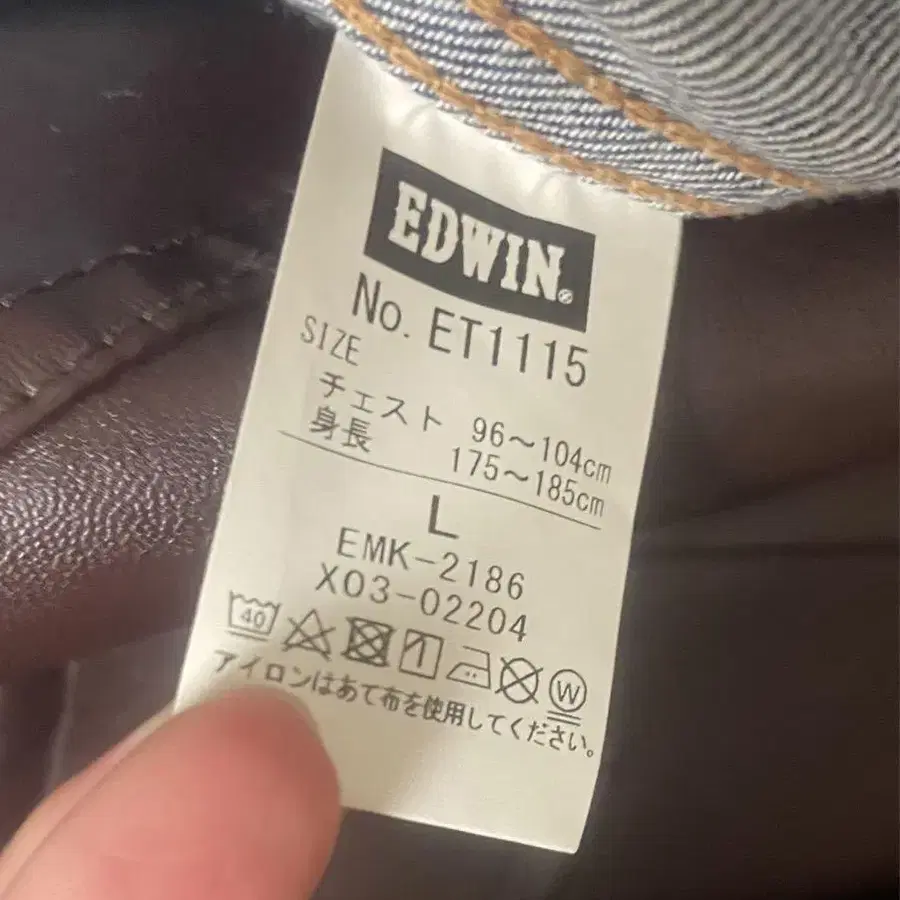 EDWIN
No. ET1115
SIZE
チェスト 96～104cm
身長 175～185cm
L
EMK-2186
X03-02204
40
W
アイロンはあて布を使用してください。